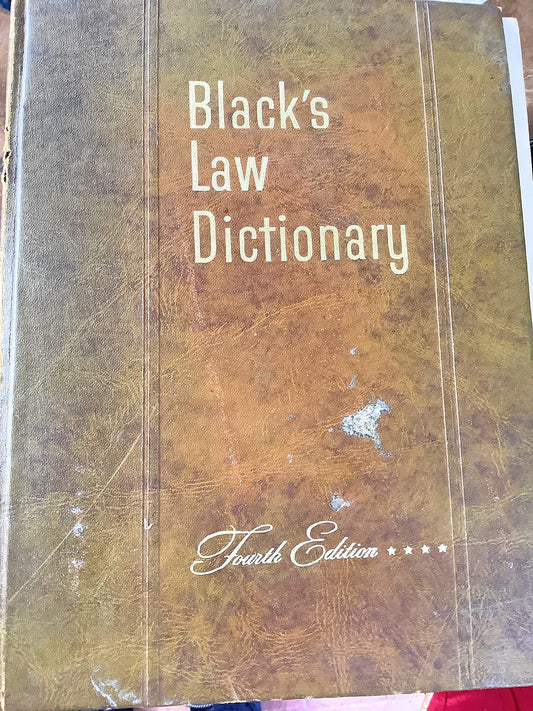 Black's
Law
Dictionary
Fourth Edition ★★★★